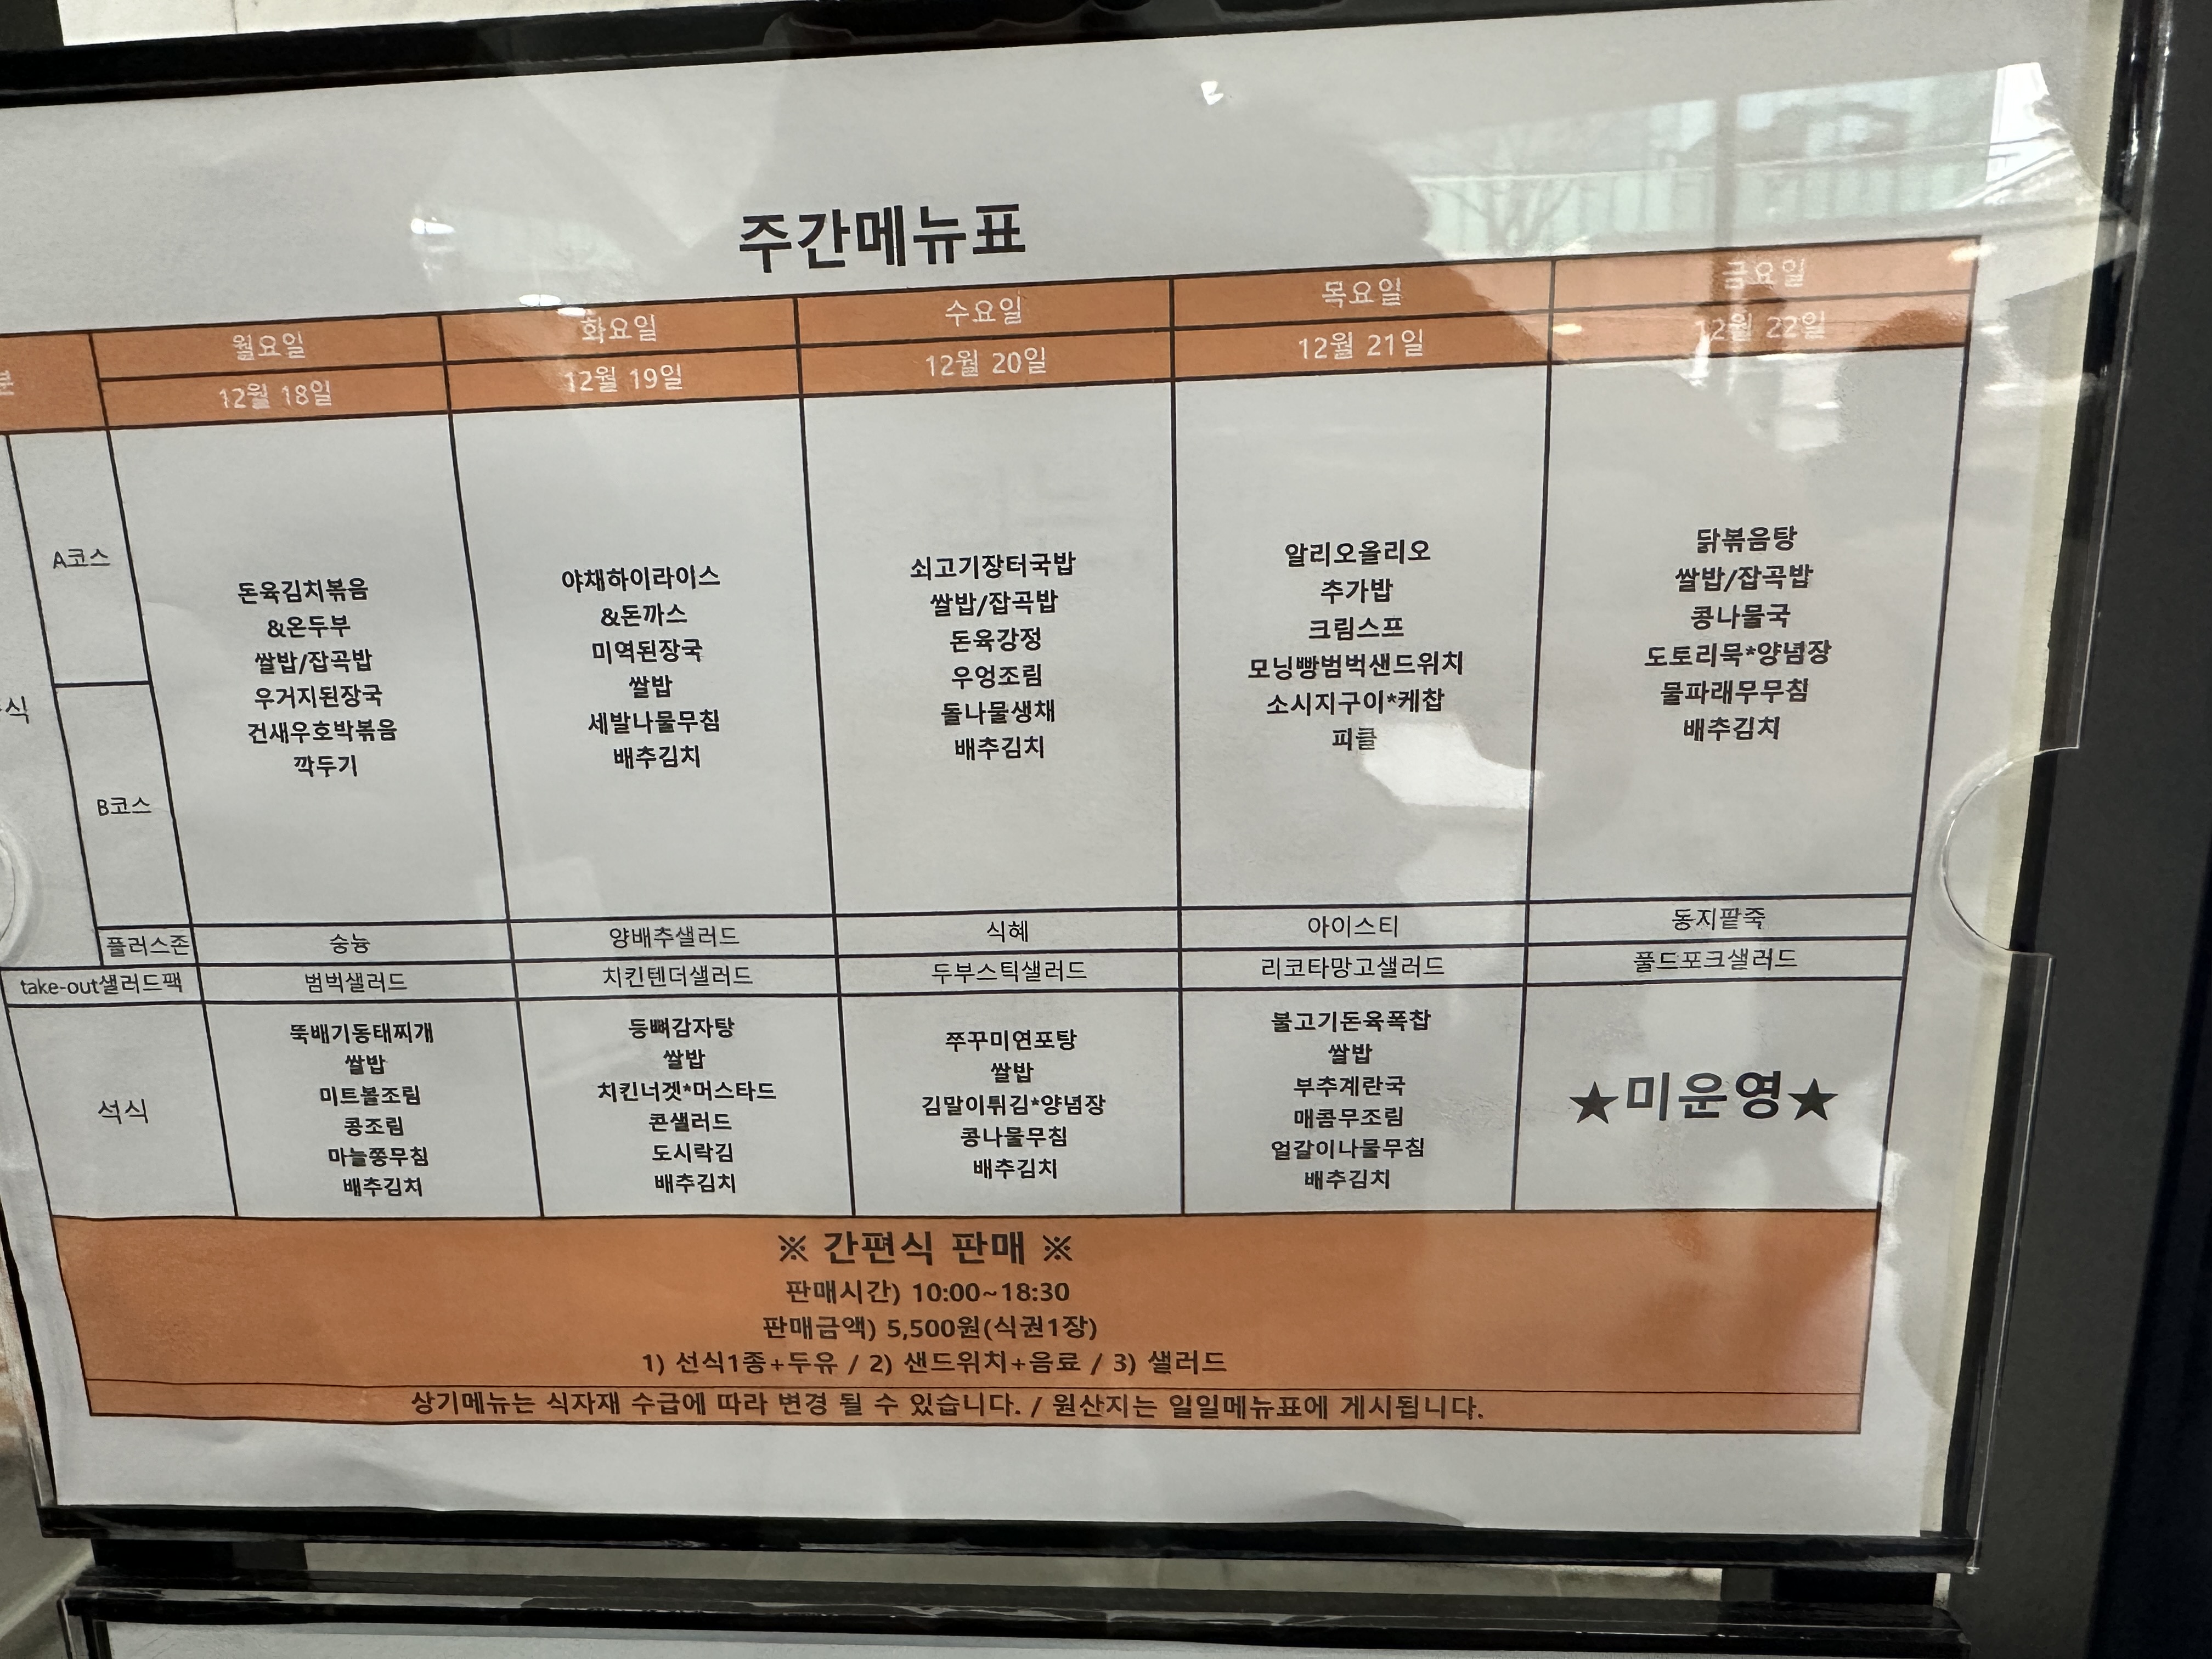 주간메뉴표
월요일 화요일 수요일 목요일 금요일
12월 18일 12월 19일 12월 20일 12월 21일 12월 22일
A코스
B코스
돈육김치볶음
&온두부
쌀밥/잡곡밥
우거지된장국
건새우호박볶음
깍두기
야채하이라이스
&돈까스
미역된장국
쌀밥
세발나물무침
배추김치
쇠고기장터국밥
쌀밥/잡곡밥
돈육강정
우엉조림
돌나물생채
배추김치
알리오올리오
추가밥
크림스프
모닝빵범벅샌드위치
소시지구이*케찹
피클
닭볶음탕
쌀밥/잡곡밥
콩나물국
도토리묵*양념장
물파래무무침
배추김치
플러스존 숭늉 양배추샐러드 식혜 아이스티 동지팥죽
take-out샐러드팩 범벅샐러드 치킨텐더샐러드 두부스틱샐러드 리코타망고샐러드 풀드포크샐러드
석식
뚝배기동태찌개
쌀밥
미트볼조림
콩조림
마늘쫑무침
배추김치
등뼈감자탕
쌀밥
치킨너겟*머스타드
콘샐러드
도시락김
배추김치
쭈꾸미연포탕
쌀밥
김말이튀김*양념장
콩나물무침
배추김치
불고기돈육폭찹
쌀밥
부추계란국
매콤무조림
얼갈이나물무침
배추김치
★미운영★
※ 간편식 판매 ※
판매시간) 10:00~18:30
판매금액) 5,500원(식권1장)
1) 선식1종+두유 / 2) 샌드위치+음료 / 3) 샐러드
상기메뉴는 식자재 수급에 따라 변경 될 수 있습니다. / 원산지는 일일메뉴표에 게시됩니다.